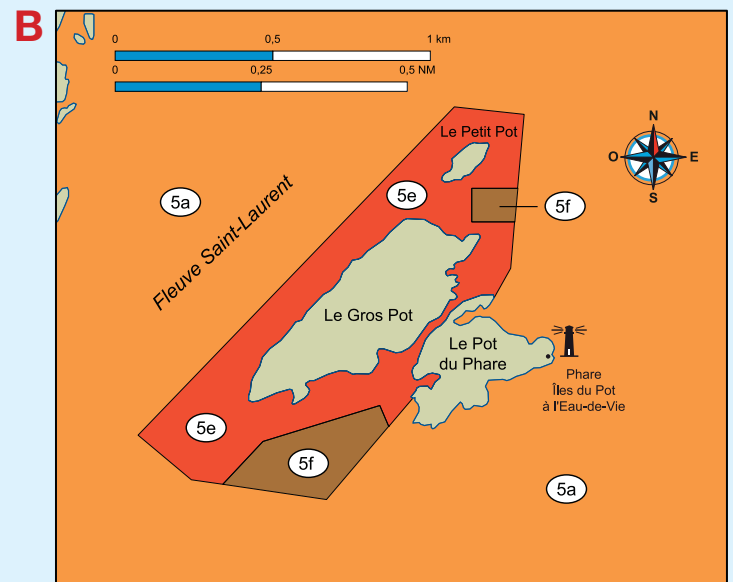 B
0 0,5 1 km
0 0,25 0,5 NM
N
O E
S
Le Petit Pot
5a
5e
5f
Fleuve Saint-Laurent
Le Gros Pot
Le Pot
du Phare
Phare
Îles du Pot
à l'Eau-de-Vie
5e
5f
5a